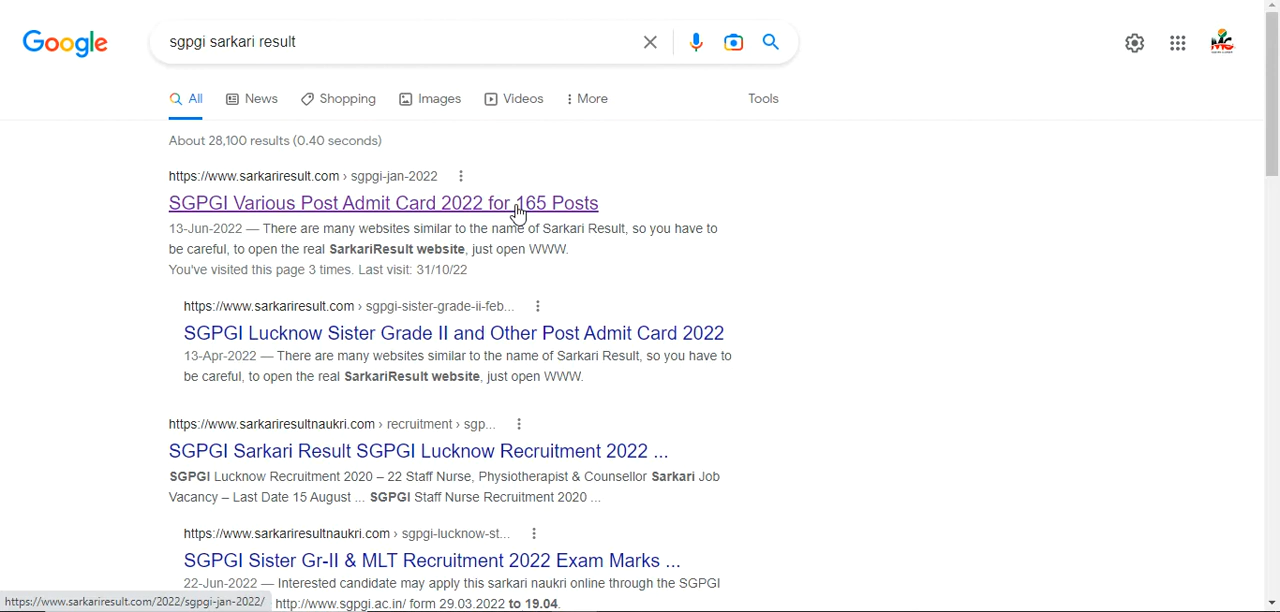 Google
sgpgi sarkari result
All News Shopping Images Videos More Tools
About 28,100 results (0.40 seconds)
https://www.sarkariresult.com › sgpgi-jan-2022
SGPGI Various Post Admit Card 2022 for 165 Posts
13-Jun-2022 — There are many websites similar to the name of Sarkari Result, so you have to
be careful, to open the real SarkariResult website, just open WWW.
You've visited this page 3 times. Last visit: 31/10/22
https://www.sarkariresult.com › sgpgi-sister-grade-ii-feb...
SGPGI Lucknow Sister Grade II and Other Post Admit Card 2022
13-Apr-2022 — There are many websites similar to the name of Sarkari Result, so you have to
be careful, to open the real SarkariResult website, just open WWW.
https://www.sarkariresultnaukri.com › recruitment › sgp...
SGPGI Sarkari Result SGPGI Lucknow Recruitment 2022 ...
SGPGI Lucknow Recruitment 2020 – 22 Staff Nurse, Physiotherapist & Counsellor Sarkari Job
Vacancy – Last Date 15 August ... SGPGI Staff Nurse Recruitment 2020 ...
https://www.sarkariresultnaukri.com › sgpgi-lucknow-st...
SGPGI Sister Gr-II & MLT Recruitment 2022 Exam Marks ...
22-Jun-2022 — Interested candidate may apply this sarkari naukri online through the SGPGI
http://www.sgpgi.ac.in/ form 29.03.2022 to 19.04.
https://www.sarkariresult.com/2022/sgpgi-jan-2022/